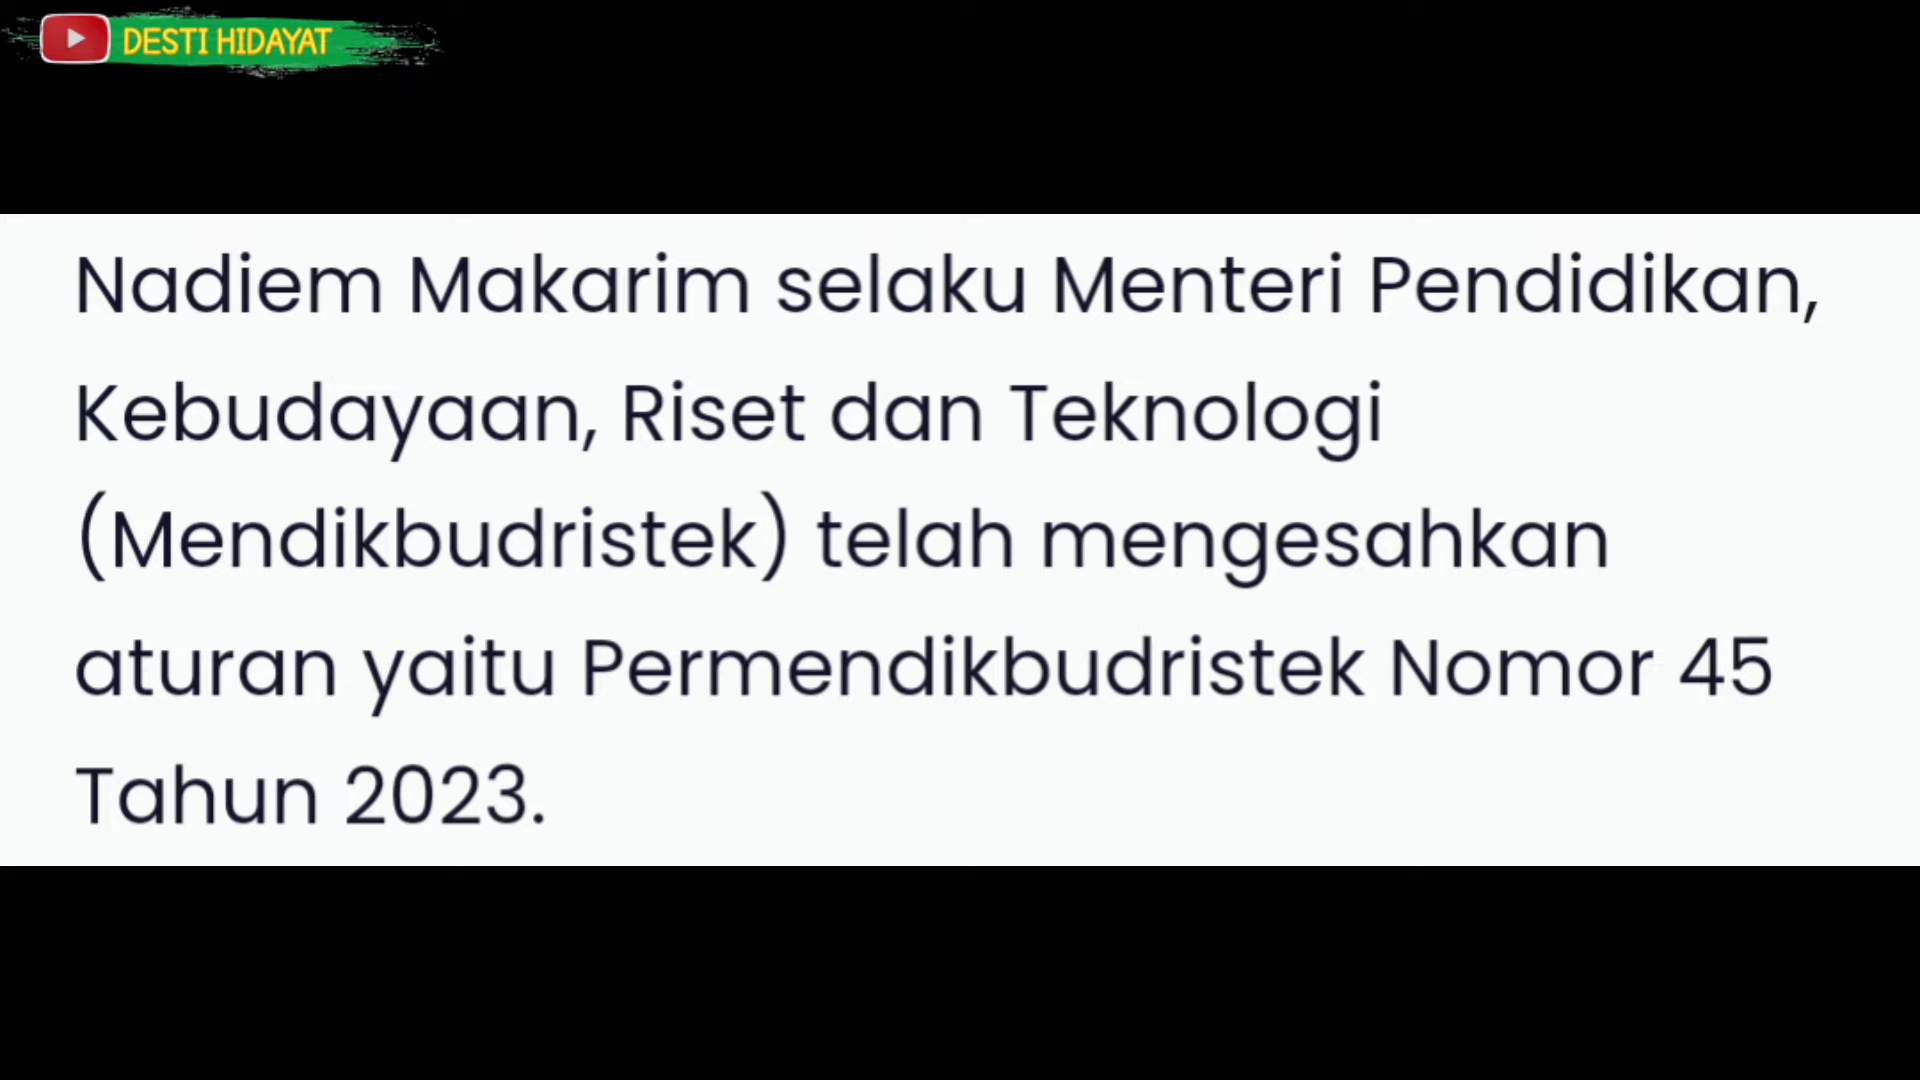 DESTI HIDAYAT
Nadiem Makarim selaku Menteri Pendidikan,
Kebudayaan, Riset dan Teknologi
(Mendikbudristek) telah mengesahkan
aturan yaitu Permendikbudristek Nomor 45
Tahun 2023.